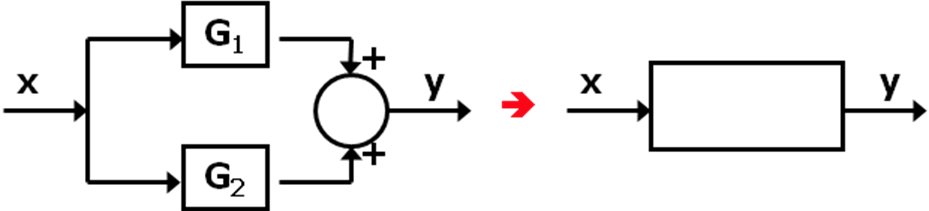 G₁
+
x
y
x
y
+
G₂